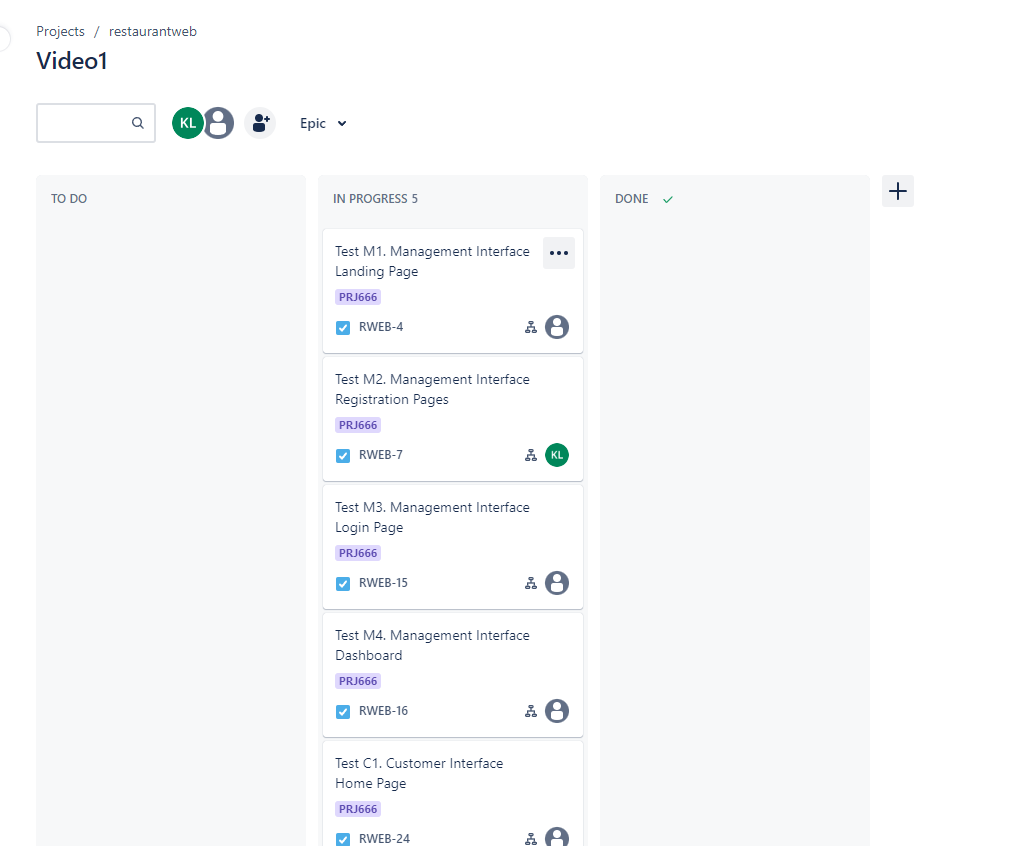 Projects / restaurantweb
Video1
KL
Epic
TO DO
IN PROGRESS 5
DONE
Test M1. Management Interface
Landing Page
PRJ666
RWEB-4
Test M2. Management Interface
Registration Pages
PRJ666
RWEB-7
KL
Test M3. Management Interface
Login Page
PRJ666
RWEB-15
Test M4. Management Interface
Dashboard
PRJ666
RWEB-16
Test C1. Customer Interface
Home Page
PRJ666
RWEB-24